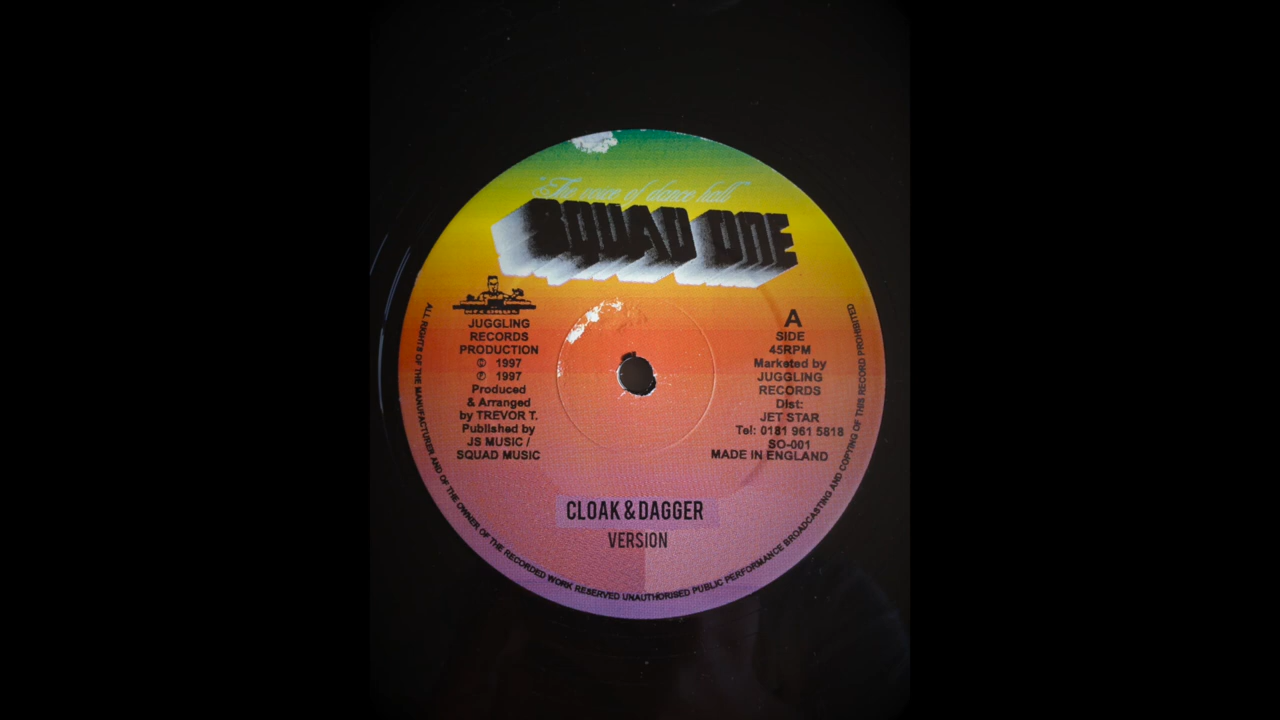 "The voice of dance hall"
SQUAD ONE
RECORDS
JUGGLING
RECORDS
PRODUCTION
© 1997
℗ 1997
Produced
& Arranged
by TREVOR T.
Published by
JS MUSIC /
SQUAD MUSIC
A
SIDE
45RPM
Marketed by
JUGGLING
RECORDS
Dist:
JET STAR
Tel: 0181 961 5818
SO-001
MADE IN ENGLAND
CLOAK & DAGGER
VERSION
ALL RIGHTS OF THE MANUFACTURER AND OF THE OWNER OF THE RECORDED WORK RESERVED UNAUTHORISED PUBLIC PERFORMANCE BROADCASTING AND COPYING OF THIS RECORD PROHIBITED